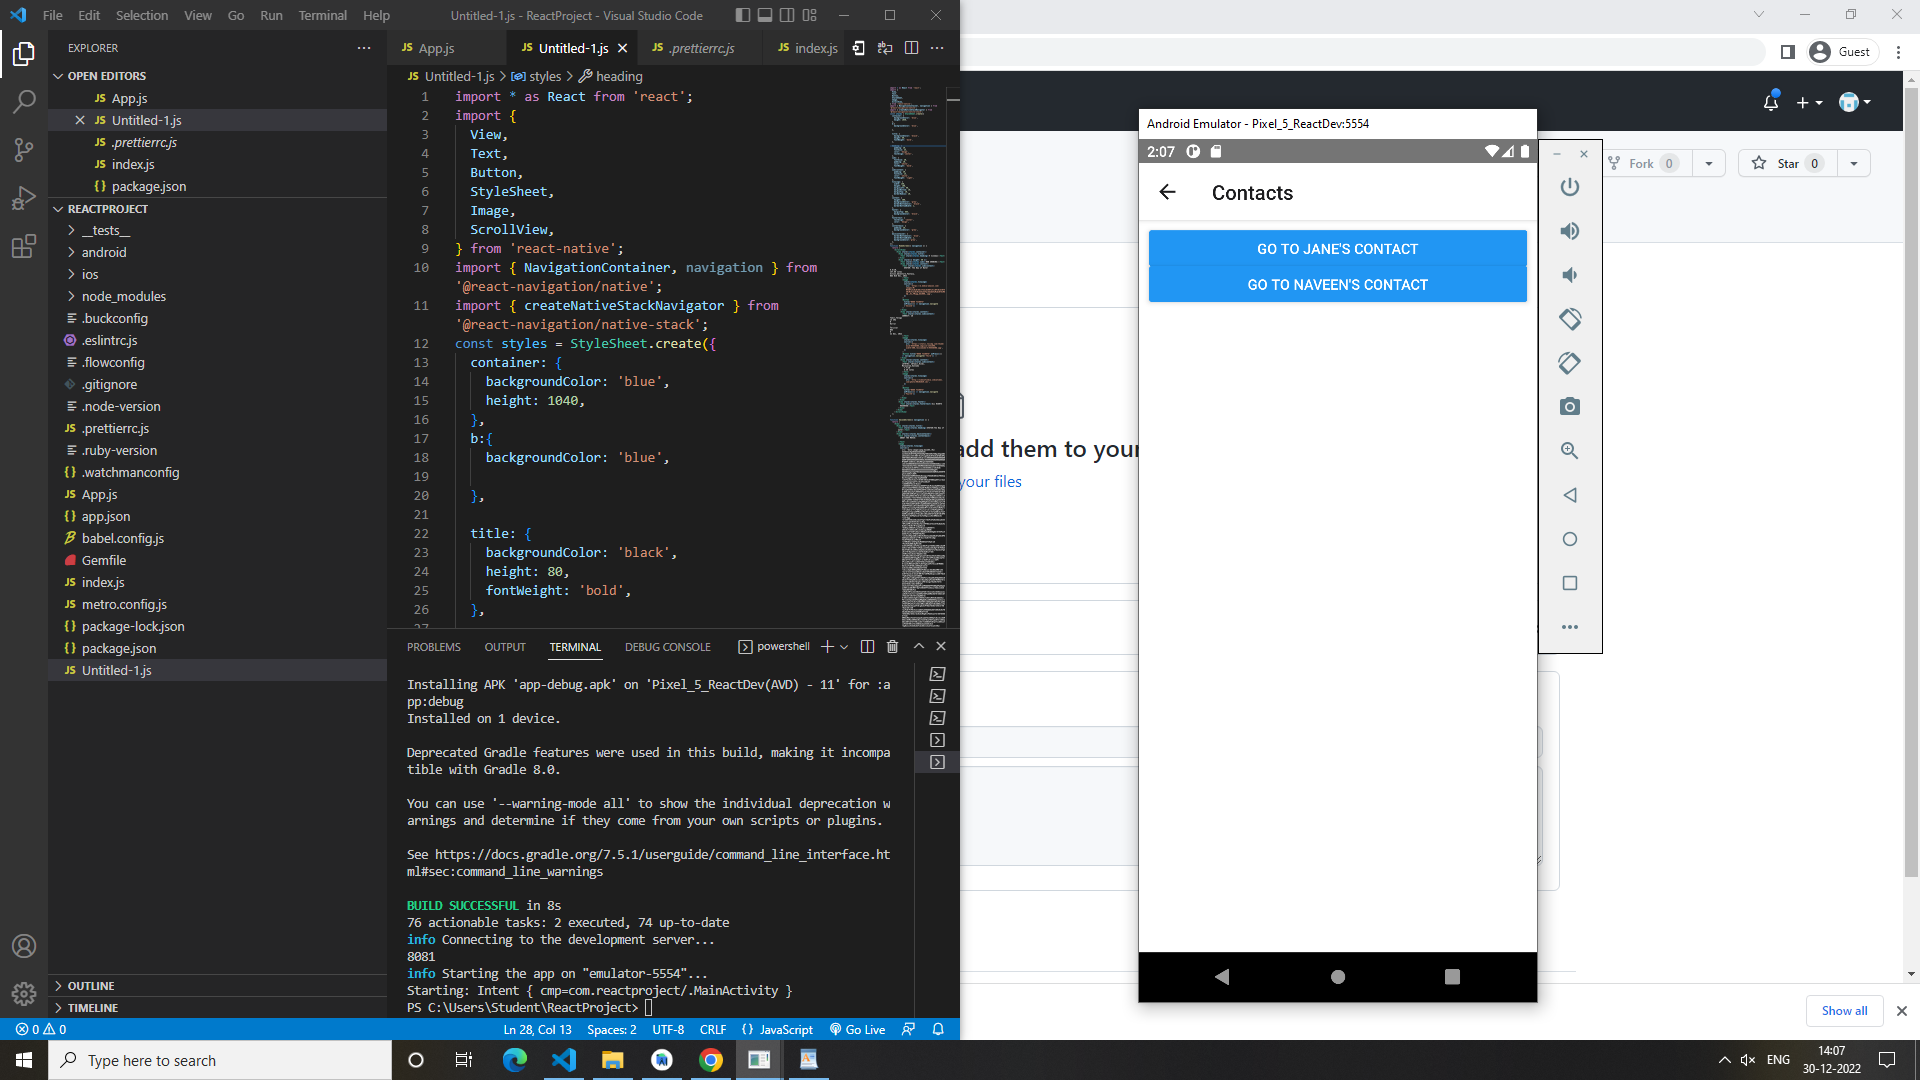 File Edit Selection View Go Run Terminal Help
Untitled-1.js - ReactProject - Visual Studio Code
EXPLORER
OPEN EDITORS
JS App.js
JS Untitled-1.js
JS .prettierrc.js
JS index.js
{} package.json
REACTPROJECT
__tests__
android
ios
node_modules
.buckconfig
.eslintrc.js
.flowconfig
.gitignore
.node-version
JS .prettierrc.js
.ruby-version
{} .watchmanconfig
JS App.js
{} app.json
babel.config.js
Gemfile
JS index.js
JS metro.config.js
{} package-lock.json
{} package.json
JS Untitled-1.js
OUTLINE
TIMELINE
JS App.js
JS Untitled-1.js
JS .prettierrc.js
JS index.js
JS Untitled-1.js > styles > heading
1 import * as React from 'react';
2 import {
3 View,
4 Text,
5 Button,
6 StyleSheet,
7 Image,
8 ScrollView,
9 } from 'react-native';
10 import { NavigationContainer, navigation } from
'@react-navigation/native';
11 import { createNativeStackNavigator } from
'@react-navigation/native-stack';
12 const styles = StyleSheet.create({
13 container: {
14 backgroundColor: 'blue',
15 height: 1040,
16 },
17 b:{
18 backgroundColor: 'blue',
19
20 },
21
22 title: {
23 backgroundColor: 'black',
24 height: 80,
25 fontWeight: 'bold',
26 },
27
PROBLEMS OUTPUT TERMINAL DEBUG CONSOLE powershell
Installing APK 'app-debug.apk' on 'Pixel_5_ReactDev(AVD) - 11' for :a
pp:debug
Installed on 1 device.
Deprecated Gradle features were used in this build, making it incompa
tible with Gradle 8.0.
You can use '--warning-mode all' to show the individual deprecation w
arnings and determine if they come from your own scripts or plugins.
See https://docs.gradle.org/7.5.1/userguide/command_line_interface.ht
ml#sec:command_line_warnings
BUILD SUCCESSFUL in 8s
76 actionable tasks: 2 executed, 74 up-to-date
info Connecting to the development server...
8081
info Starting the app on "emulator-5554"...
Starting: Intent { cmp=com.reactproject/.MainActivity }
PS C:\Users\Student\ReactProject>
0 0
Ln 28, Col 13 Spaces: 2 UTF-8 CRLF {} JavaScript Go Live
Guest
Fork 0
Star 0
add them to your
your files
Android Emulator - Pixel_5_ReactDev:5554
2:07
Contacts
GO TO JANE'S CONTACT
GO TO NAVEEN'S CONTACT
Show all
Type here to search
ENG
14:07
30-12-2022